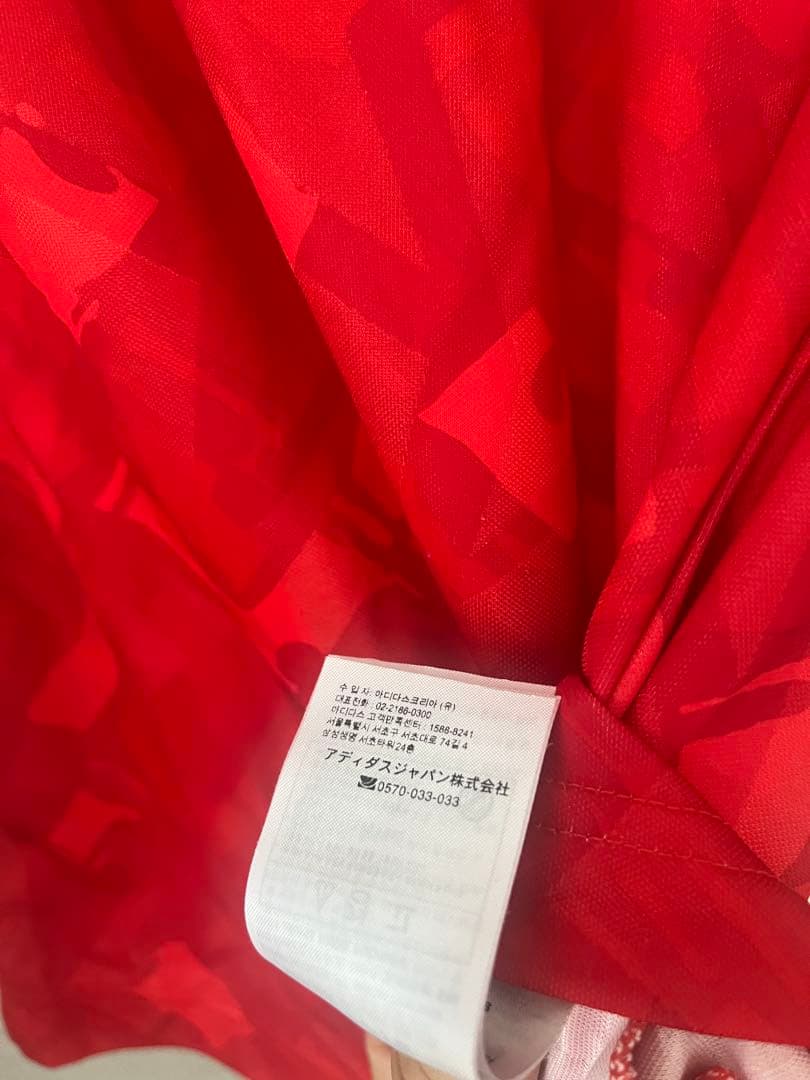 수 입 자: 아디다스코리아 (유)
대표전화 : 02-2186-0300
아디다스 고객만족센터 : 1588-8241
서울특별시 서초구 서초대로 74길 4
삼성생명 서초타워24층
アディダスジャパン株式会社
0570-033-033